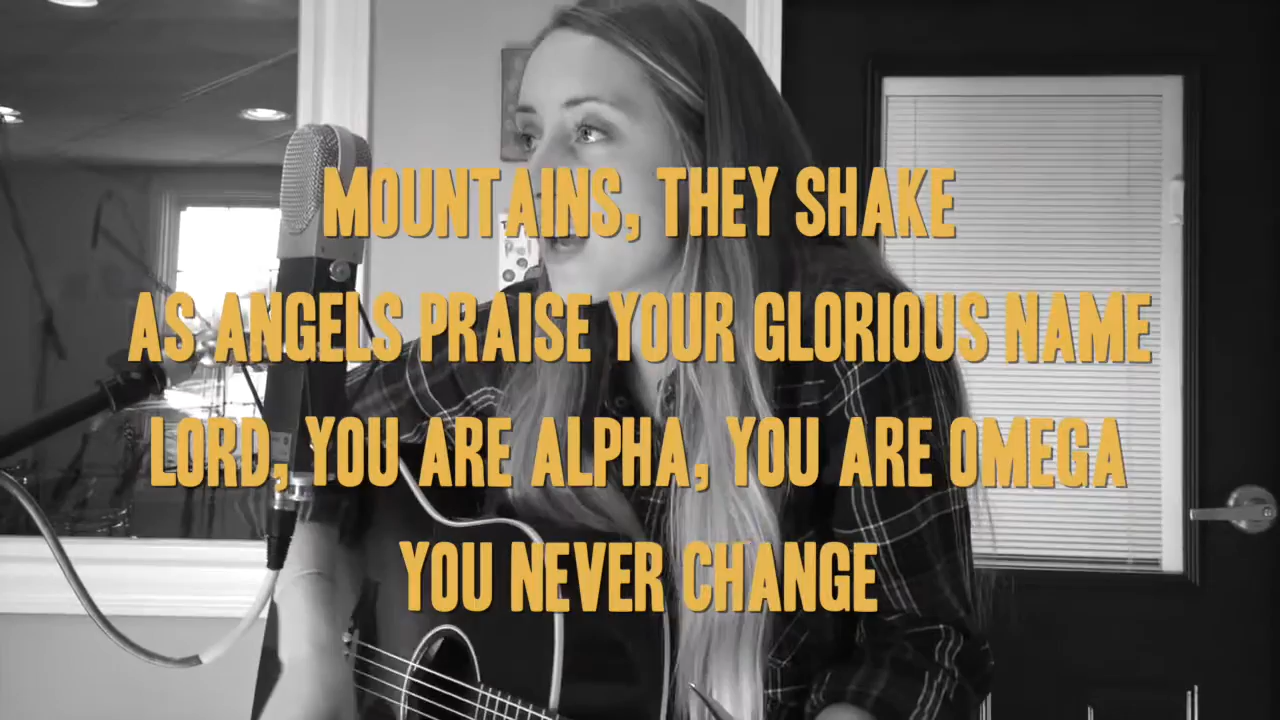 MOUNTAINS, THEY SHAKE
AS ANGELS PRAISE YOUR GLORIOUS NAME
LORD, YOU ARE ALPHA, YOU ARE OMEGA
YOU NEVER CHANGE